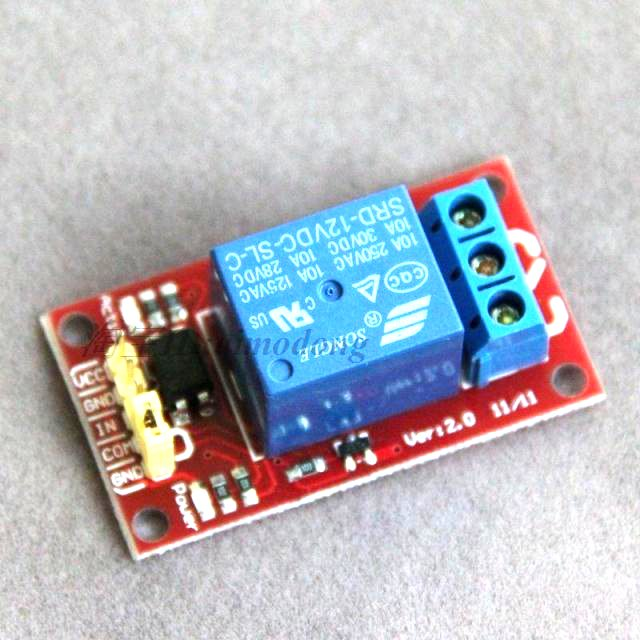 SRD-12VDC-SL-C
10A 250VAC 10A 125VAC
10A 30VDC 10A 28VDC
CQC
C US
®
SONGLE
VCC
GND
IN
COM
GND
Power
Ver:2.0 11/11